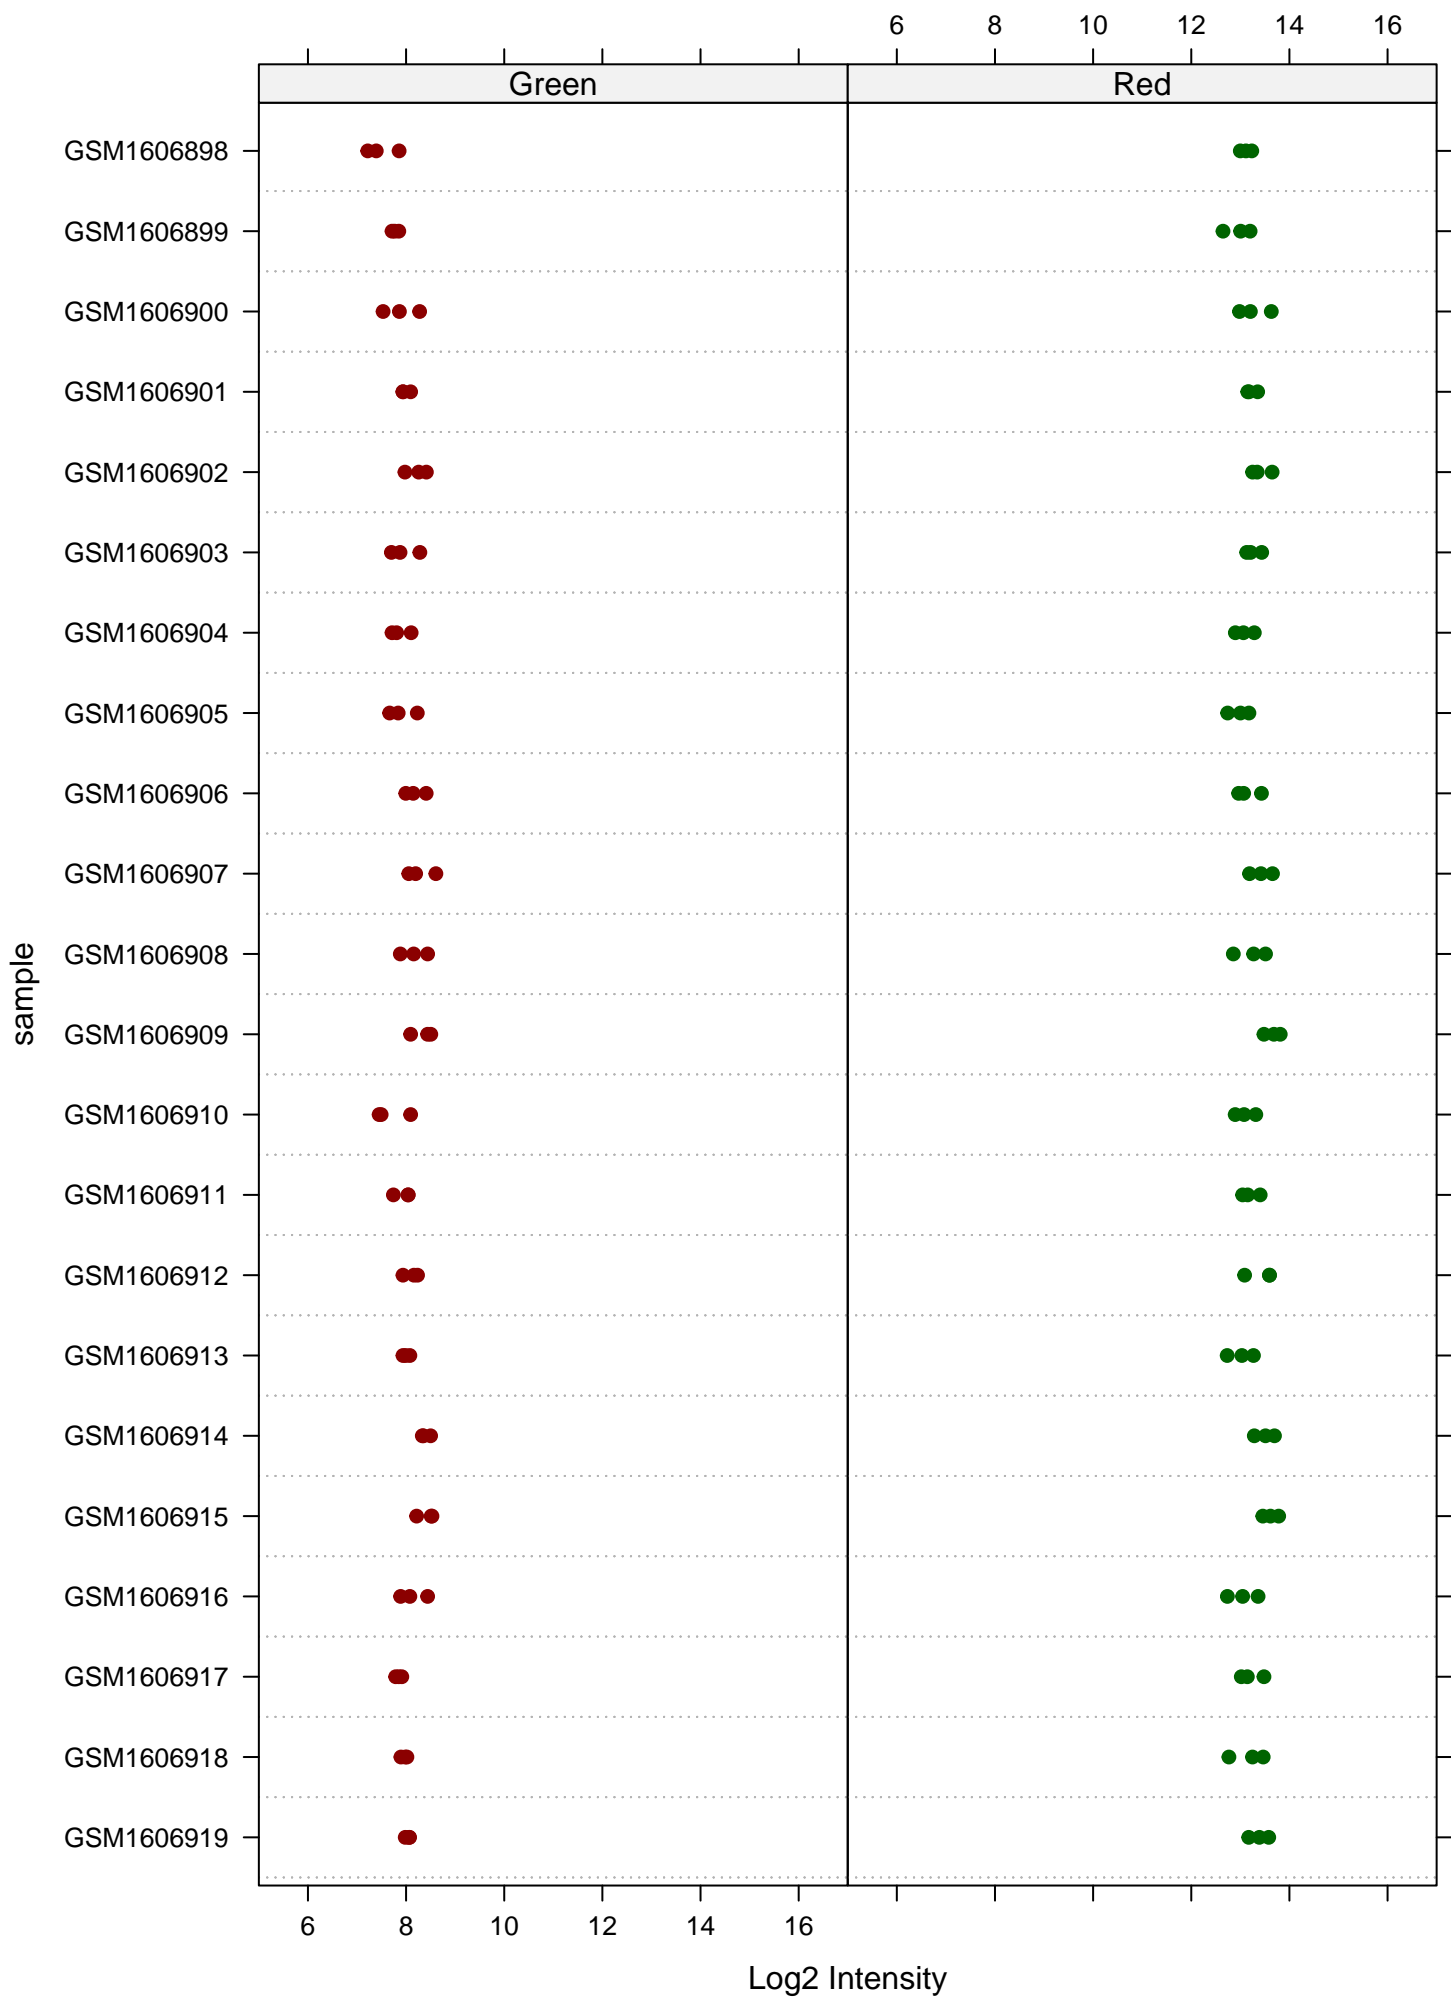 6 8 10 12 14 16
Green Red
GSM1606898
GSM1606899
GSM1606900
GSM1606901
GSM1606902
GSM1606903
GSM1606904
GSM1606905
GSM1606906
GSM1606907
GSM1606908
GSM1606909
GSM1606910
GSM1606911
GSM1606912
GSM1606913
GSM1606914
GSM1606915
GSM1606916
GSM1606917
GSM1606918
GSM1606919
sample
6 8 10 12 14 16
Log2 Intensity